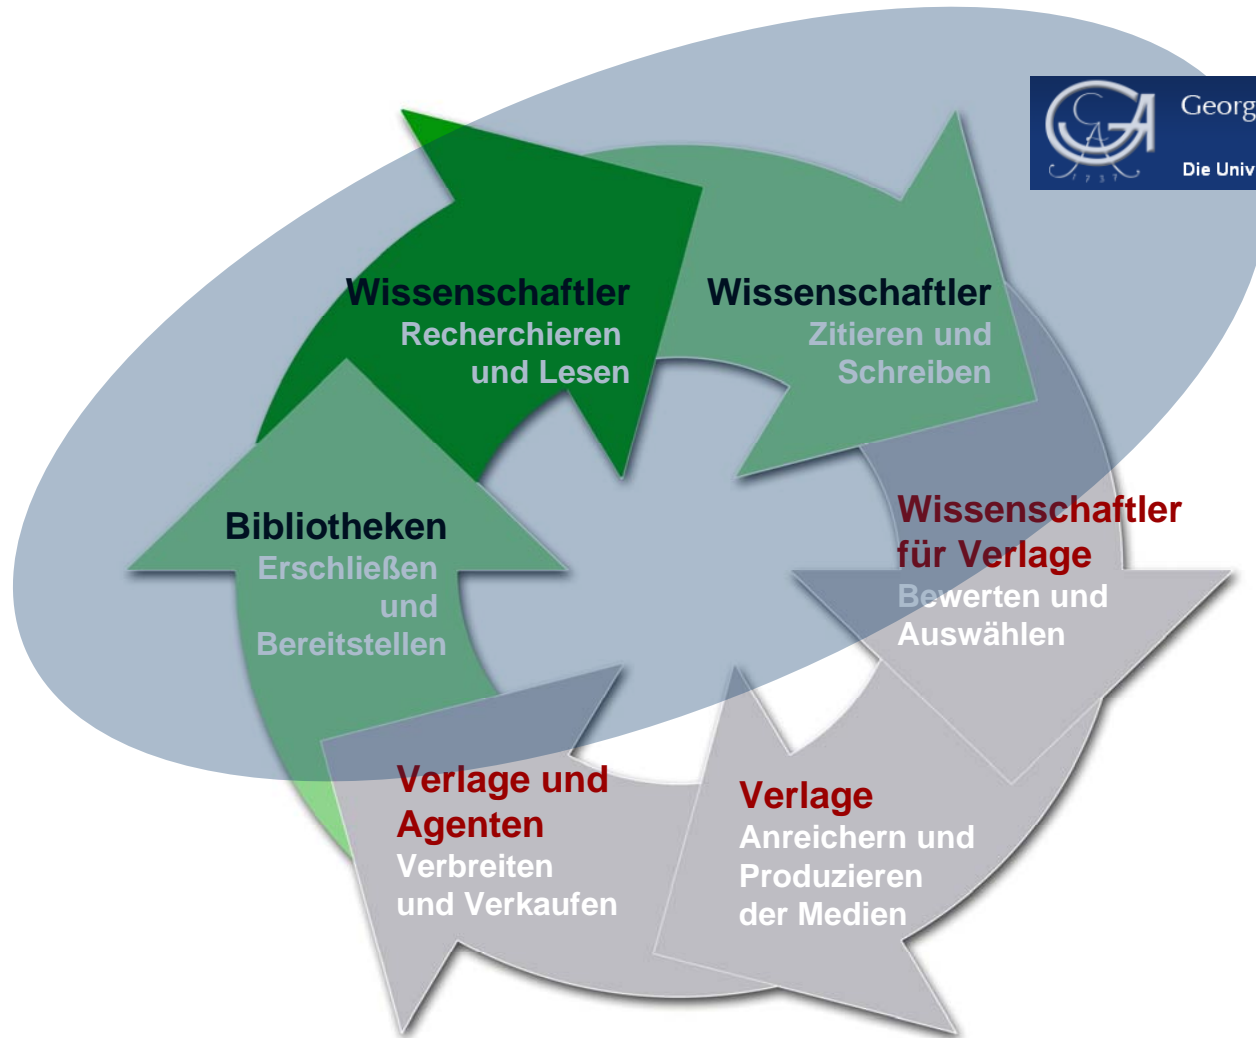 Georg
Die Univ
1737
Wissenschaftler
Recherchieren
und Lesen
Wissenschaftler
Zitieren und
Schreiben
Wissenschaftler
für Verlage
Bewerten und
Auswählen
Verlage
Anreichern und
Produzieren
der Medien
Verlage und
Agenten
Verbreiten
und Verkaufen
Bibliotheken
Erschließen
und
Bereitstellen